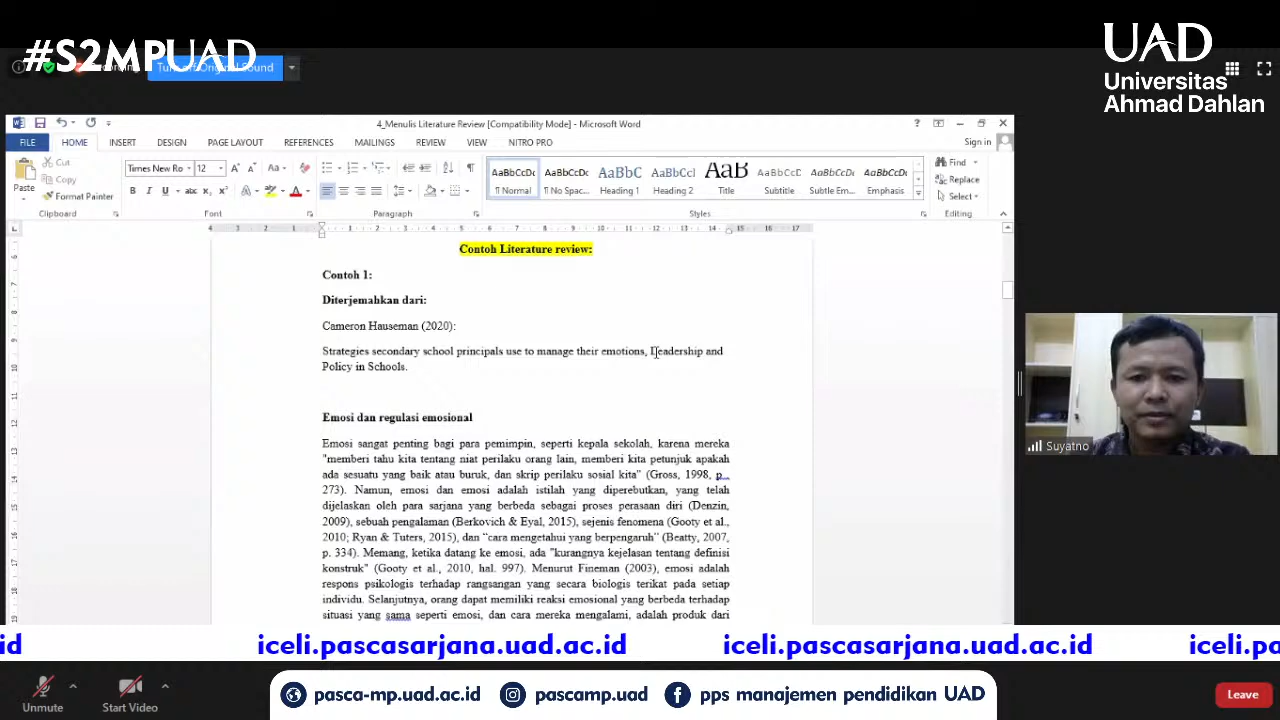 #S2MPUAD
UAD
Universitas
Ahmad Dahlan
Turn off Original Sound
4_Menulis Literature Review [Compatibility Mode] - Microsoft Word
Sign in
FILE HOME INSERT DESIGN PAGE LAYOUT REFERENCES MAILINGS REVIEW VIEW NITRO PRO
Paste
Cut
Copy
Format Painter
Clipboard
Times New Ro 12
Font
Paragraph
AaBbCcDc AaBbCcDc AaBbC AaBbCcI AaB AaBbCcD AaBbCcDι AaBbCcDι
¶ Normal ¶ No Spac... Heading 1 Heading 2 Title Subtitle Subtle Em... Emphasis
Styles
Find
Replace
Select
Editing
Contoh Literature review:
Contoh 1:
Diterjemahkan dari:
Cameron Hauseman (2020):
Strategies secondary school principals use to manage their emotions, Leadership and
Policy in Schools.
Emosi dan regulasi emosional
Emosi sangat penting bagi para pemimpin, seperti kepala sekolah, karena mereka
"memberi tahu kita tentang niat perilaku orang lain, memberi kita petunjuk apakah
ada sesuatu yang baik atau buruk, dan skrip perilaku sosial kita" (Gross, 1998, p..
273). Namun, emosi dan emosi adalah istilah yang diperebutkan, yang telah
dijelaskan oleh para sarjana yang berbeda sebagai proses perasaan diri (Denzin,
2009), sebuah pengalaman (Berkovich & Eyal, 2015), sejenis fenomena (Gooty et al.,
2010; Ryan & Tuters, 2015), dan “cara mengetahui yang berpengaruh” (Beatty, 2007,
p. 334). Memang, ketika datang ke emosi, ada "kurangnya kejelasan tentang definisi
konstruk" (Gooty et al., 2010, hal. 997). Menurut Fineman (2003), emosi adalah
respons psikologis terhadap rangsangan yang secara biologis terikat pada setiap
individu. Selanjutnya, orang dapat memiliki reaksi emosional yang berbeda terhadap
situasi yang sama seperti emosi, dan cara mereka mengalami, adalah produk dari
Suyatno
id iceli.pascasarjana.uad.ac.id iceli.pascasarjana.uad.ac.id iceli.pa
Unmute
Start Video
pasca-mp.uad.ac.id pascamp.uad pps manajemen pendidikan UAD
Leave